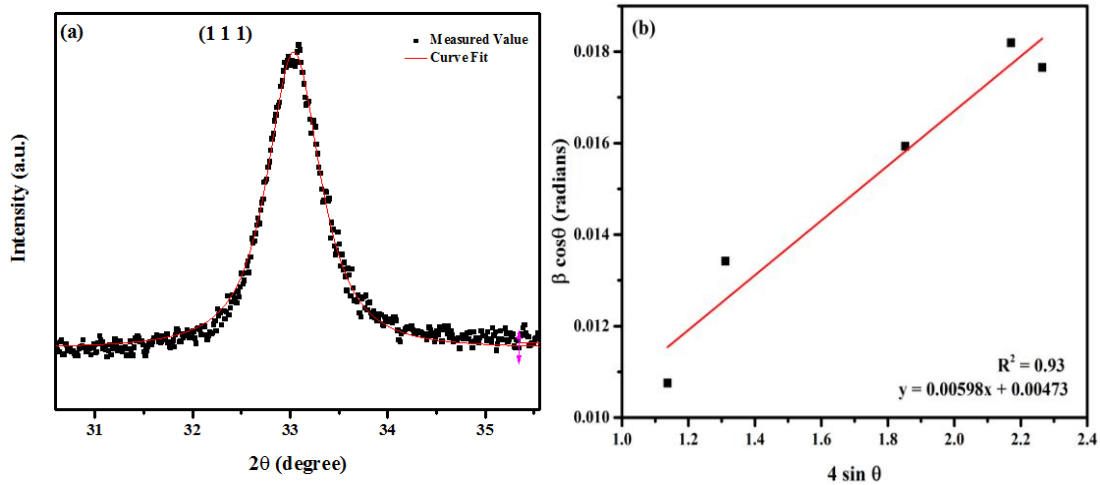 (a)
(1 1 1)
Measured Value
Curve Fit
Intensity (a.u.)
31 32 33 34 35
2θ (degree)
(b)
0.018
0.016
0.014
0.012
0.010
β cosθ (radians)
R² = 0.93
y = 0.00598x + 0.00473
1.0 1.2 1.4 1.6 1.8 2.0 2.2 2.4
4 sin θ